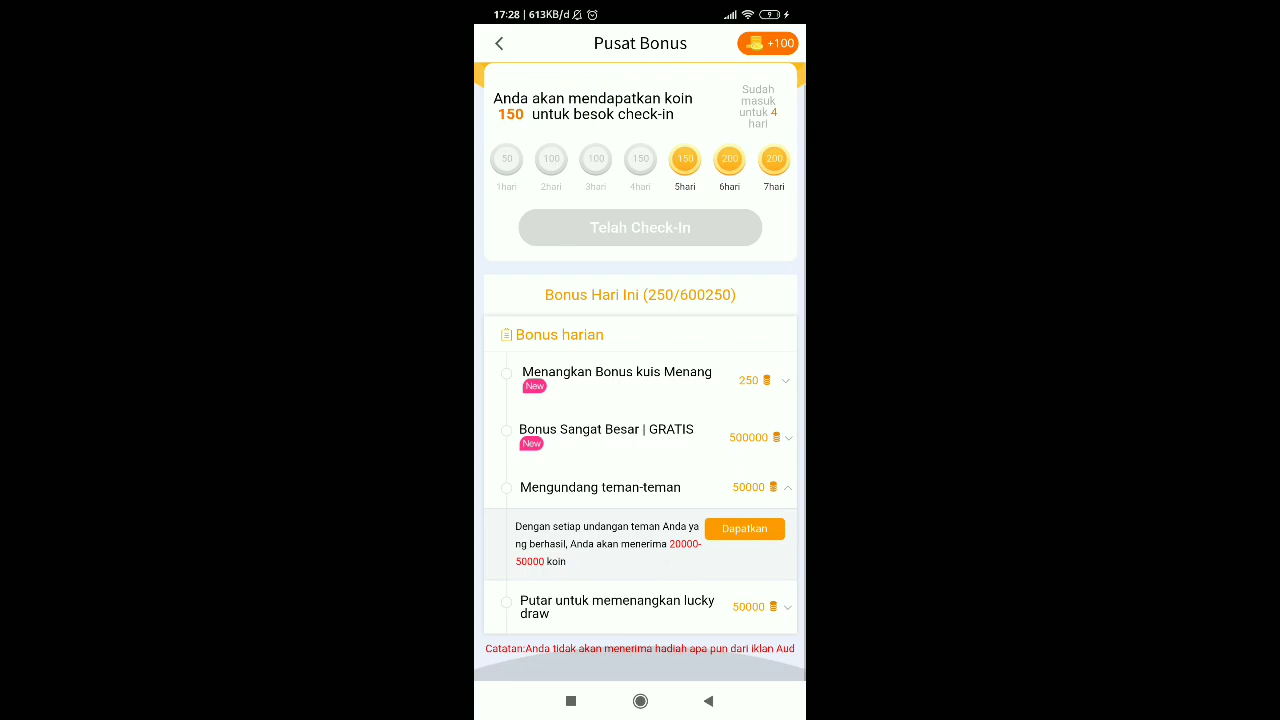 17:28 | 613KB/d
9
Pusat Bonus
+100
Anda akan mendapatkan koin
150 untuk besok check-in
Sudah
masuk
untuk 4
hari
50 100 100 150 150 200 200
1hari 2hari 3hari 4hari 5hari 6hari 7hari
Telah Check-In
Bonus Hari Ini (250/600250)
Bonus harian
Menangkan Bonus kuis Menang
New
250
Bonus Sangat Besar | GRATIS
New
500000
Mengundang teman-teman
50000
Dengan setiap undangan teman Anda ya
ng berhasil, Anda akan menerima 20000-
50000 koin
Dapatkan
Putar untuk memenangkan lucky
draw
50000
Catatan:Anda tidak akan menerima hadiah apa pun dari iklan Aud